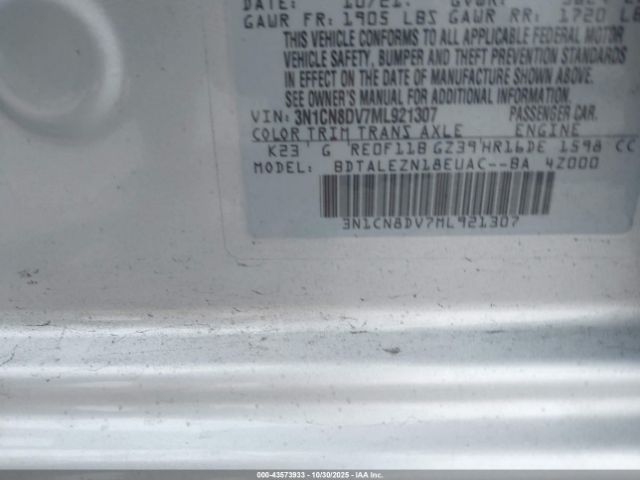 DATE: 10/21. GVWR:
GAWR FR: 1905 LBS GAWR RR: 1720 LB
THIS VEHICLE CONFORMS TO ALL APPLICABLE FEDERAL MOTOR
VEHICLE SAFETY, BUMPER AND THEFT PREVENTION STANDARDS
IN EFFECT ON THE DATE OF MANUFACTURE SHOWN ABOVE.
SEE OWNER'S MANUAL FOR ADDITIONAL INFORMATION.
VIN: 3N1CN8DV7ML921307 PASSENGER CAR.
COLOR TRIM TRANS AXLE ENGINE
K23 G RE0F11B GZ39 HR16DE 1598 CC
MODEL: BDTALEZN18EUAC--BA 4Z000
3N1CN8DV7ML921307
000-43573933 - 10/30/2025 - IAA Inc.